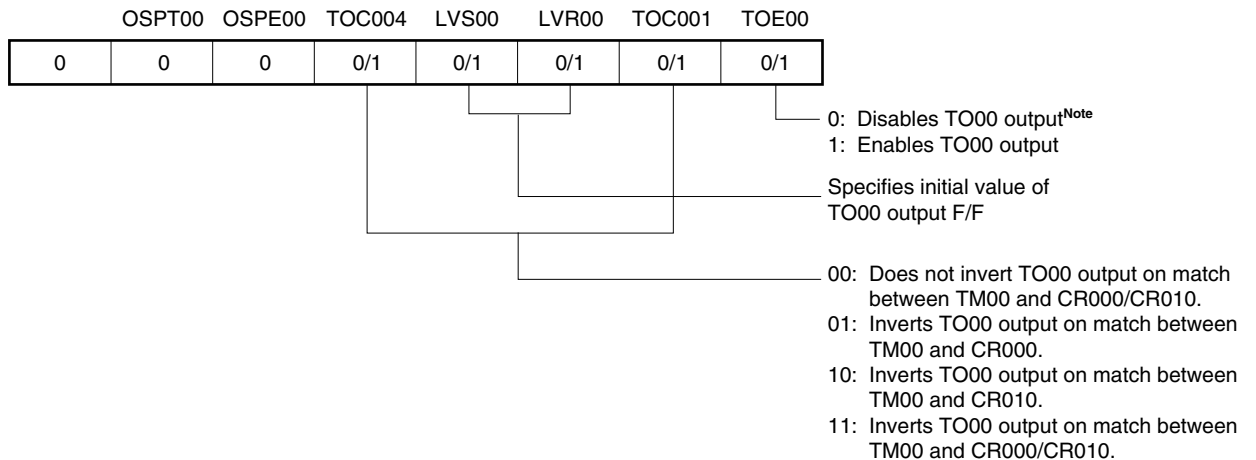 OSPT00 OSPE00 TOC004 LVS00 LVR00 TOC001 TOE00
0 0 0 0/1 0/1 0/1 0/1 0/1
0: Disables TO00 outputNote
1: Enables TO00 output
Specifies initial value of
TO00 output F/F
00: Does not invert TO00 output on match
between TM00 and CR000/CR010.
01: Inverts TO00 output on match between
TM00 and CR000.
10: Inverts TO00 output on match between
TM00 and CR010.
11: Inverts TO00 output on match between
TM00 and CR000/CR010.